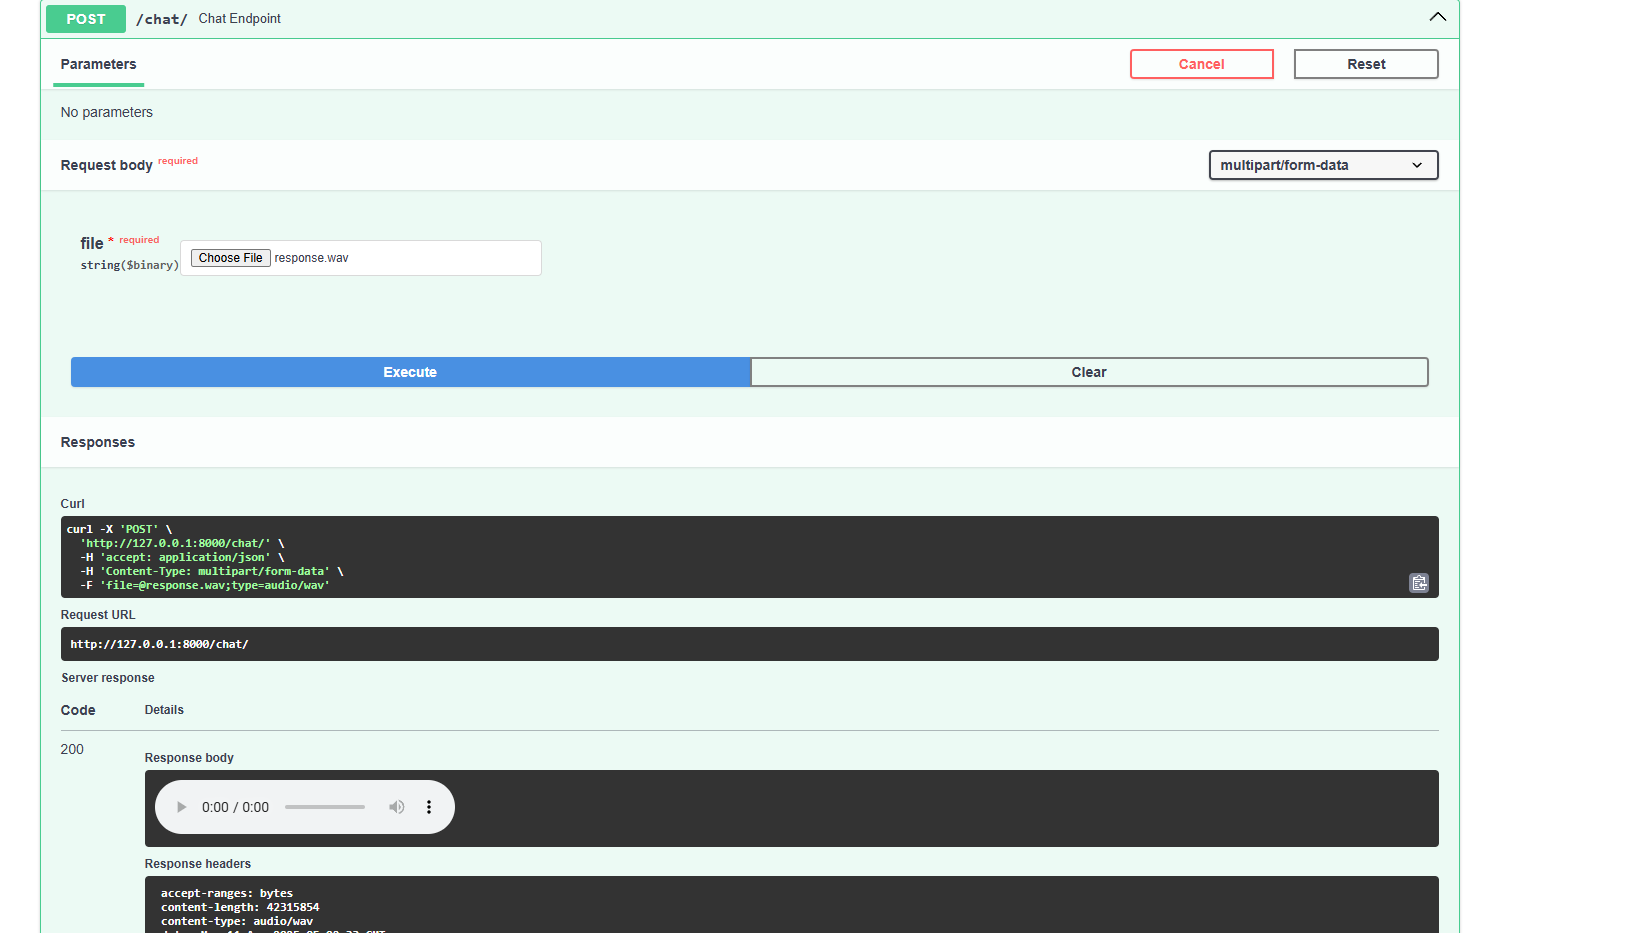 POST /chat/ Chat Endpoint
Parameters
Cancel
Reset
No parameters
Request body required
multipart/form-data
file * required
string($binary)
Choose File response.wav
Execute
Clear
Responses
Curl
curl -X 'POST' \
'http://127.0.0.1:8000/chat/' \
-H 'accept: application/json' \
-H 'Content-Type: multipart/form-data' \
-F 'file=@response.wav;type=audio/wav'
Request URL
http://127.0.0.1:8000/chat/
Server response
Code Details
200
Response body
0:00 / 0:00
Response headers
accept-ranges: bytes
content-length: 42315854
content-type: audio/wav